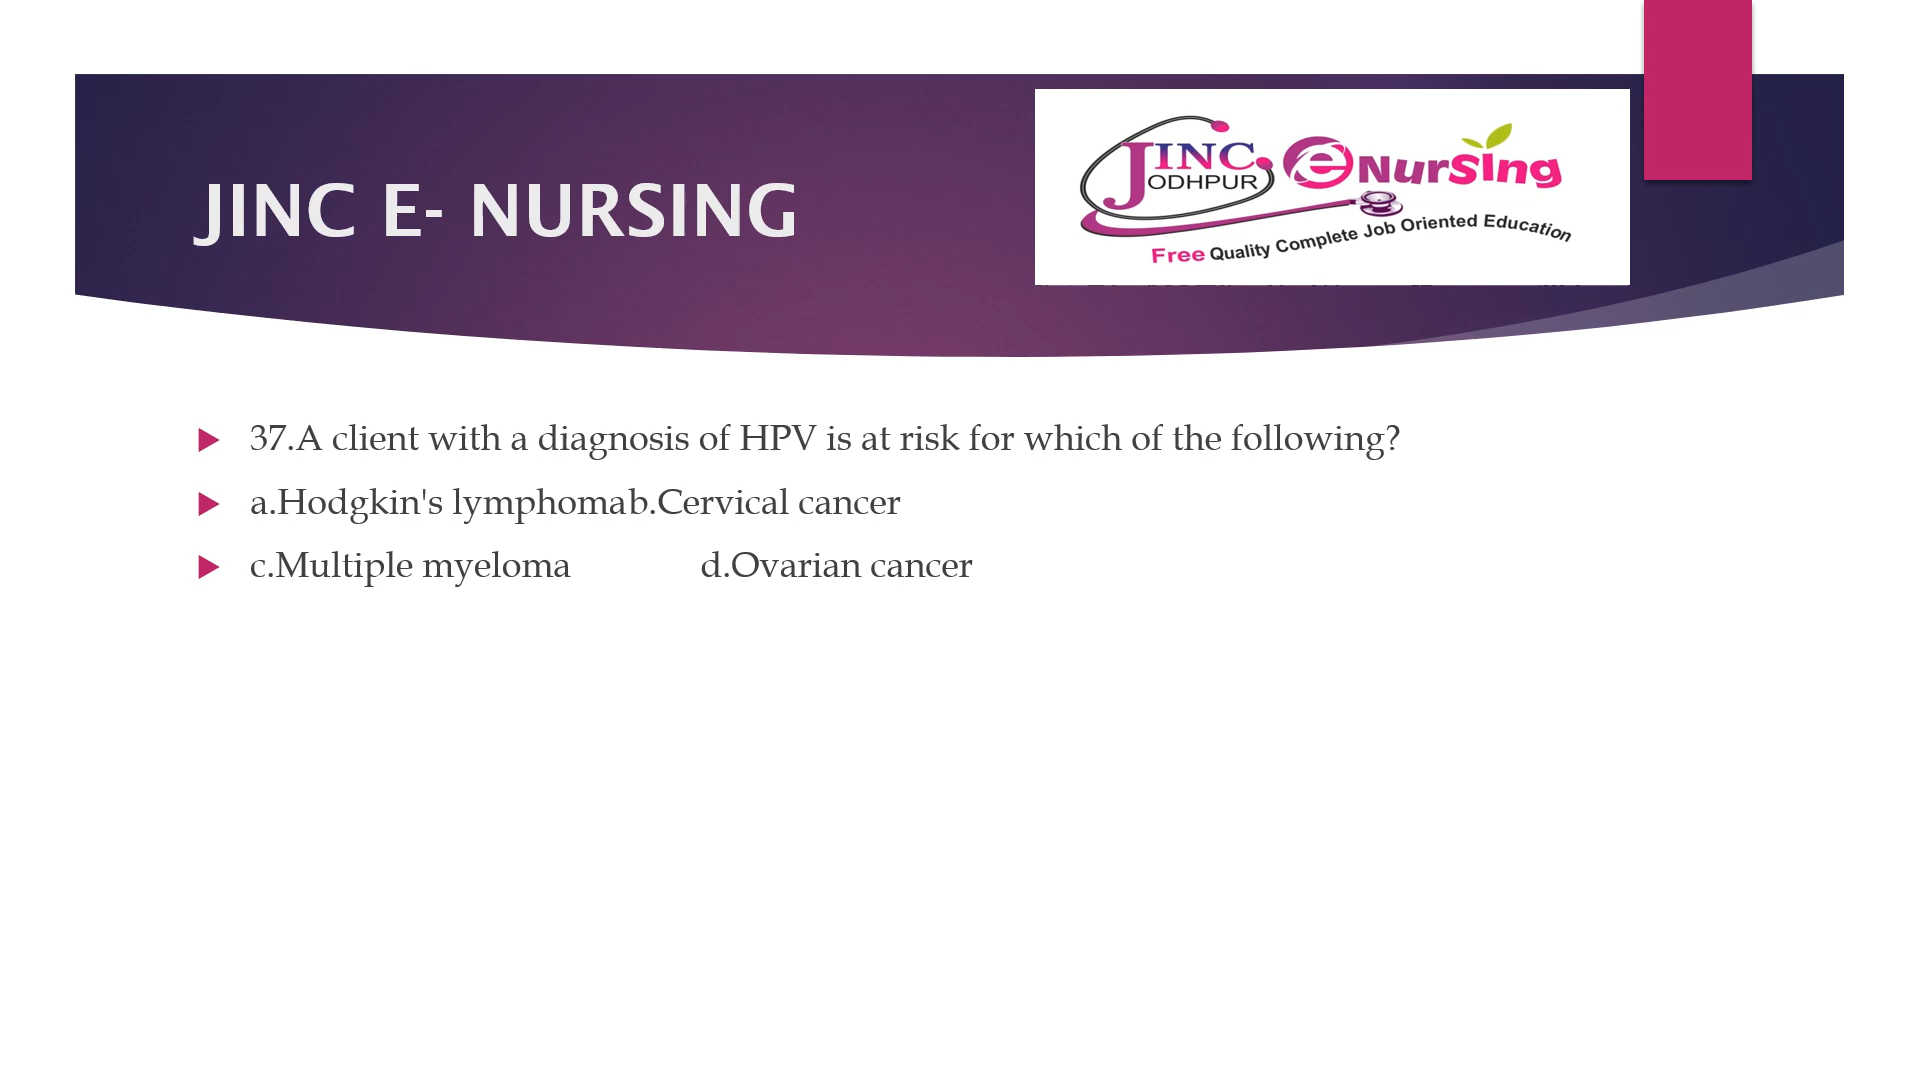 JINC E- NURSING
JINC
ODHPUR
eNursing
Free Quality Complete Job Oriented Education
37.A client with a diagnosis of HPV is at risk for which of the following?
a.Hodgkin's lymphomab.Cervical cancer
c.Multiple myeloma d.Ovarian cancer